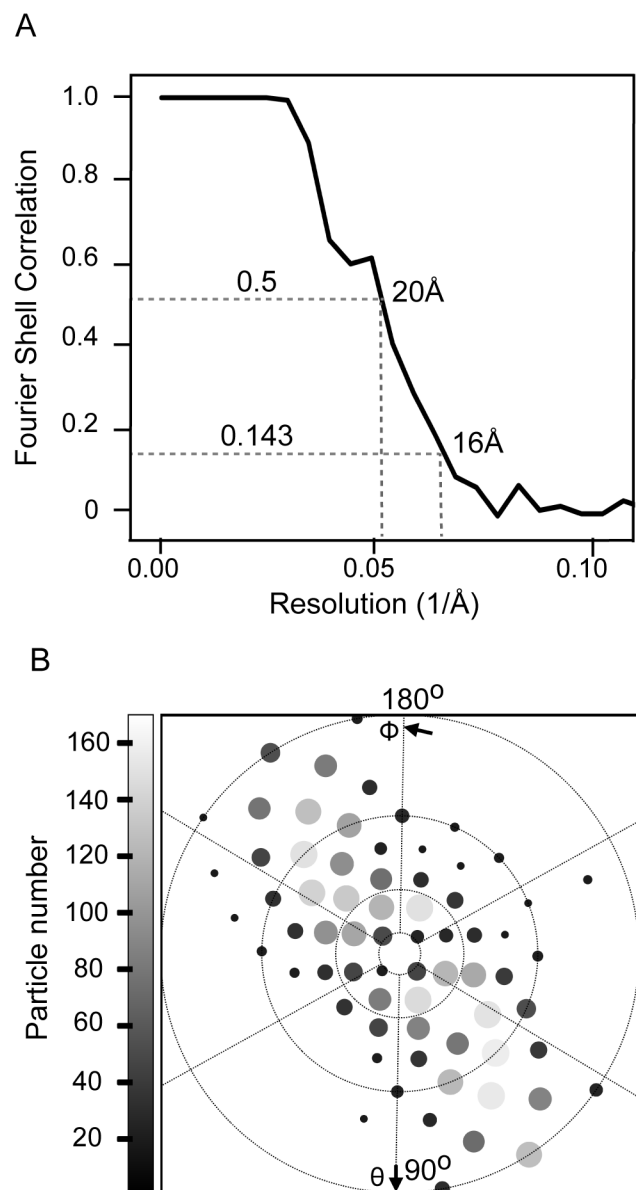 A
Fourier Shell Correlation
1.0
0.8
0.6
0.4
0.2
0
0.5
20Å
0.143
16Å
0.00
0.05
0.10
Resolution (1/Å)
B
Particle number
160
140
120
100
80
60
40
20
180º
Φ
θ
90º